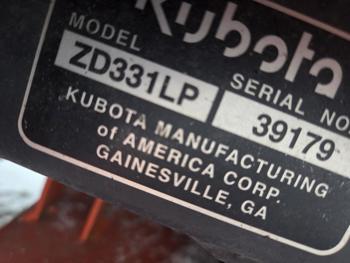 Kubota
MODEL
ZD331LP
SERIAL NO.
39179
KUBOTA MANUFACTURING
of AMERICA CORP.
GAINESVILLE, GA